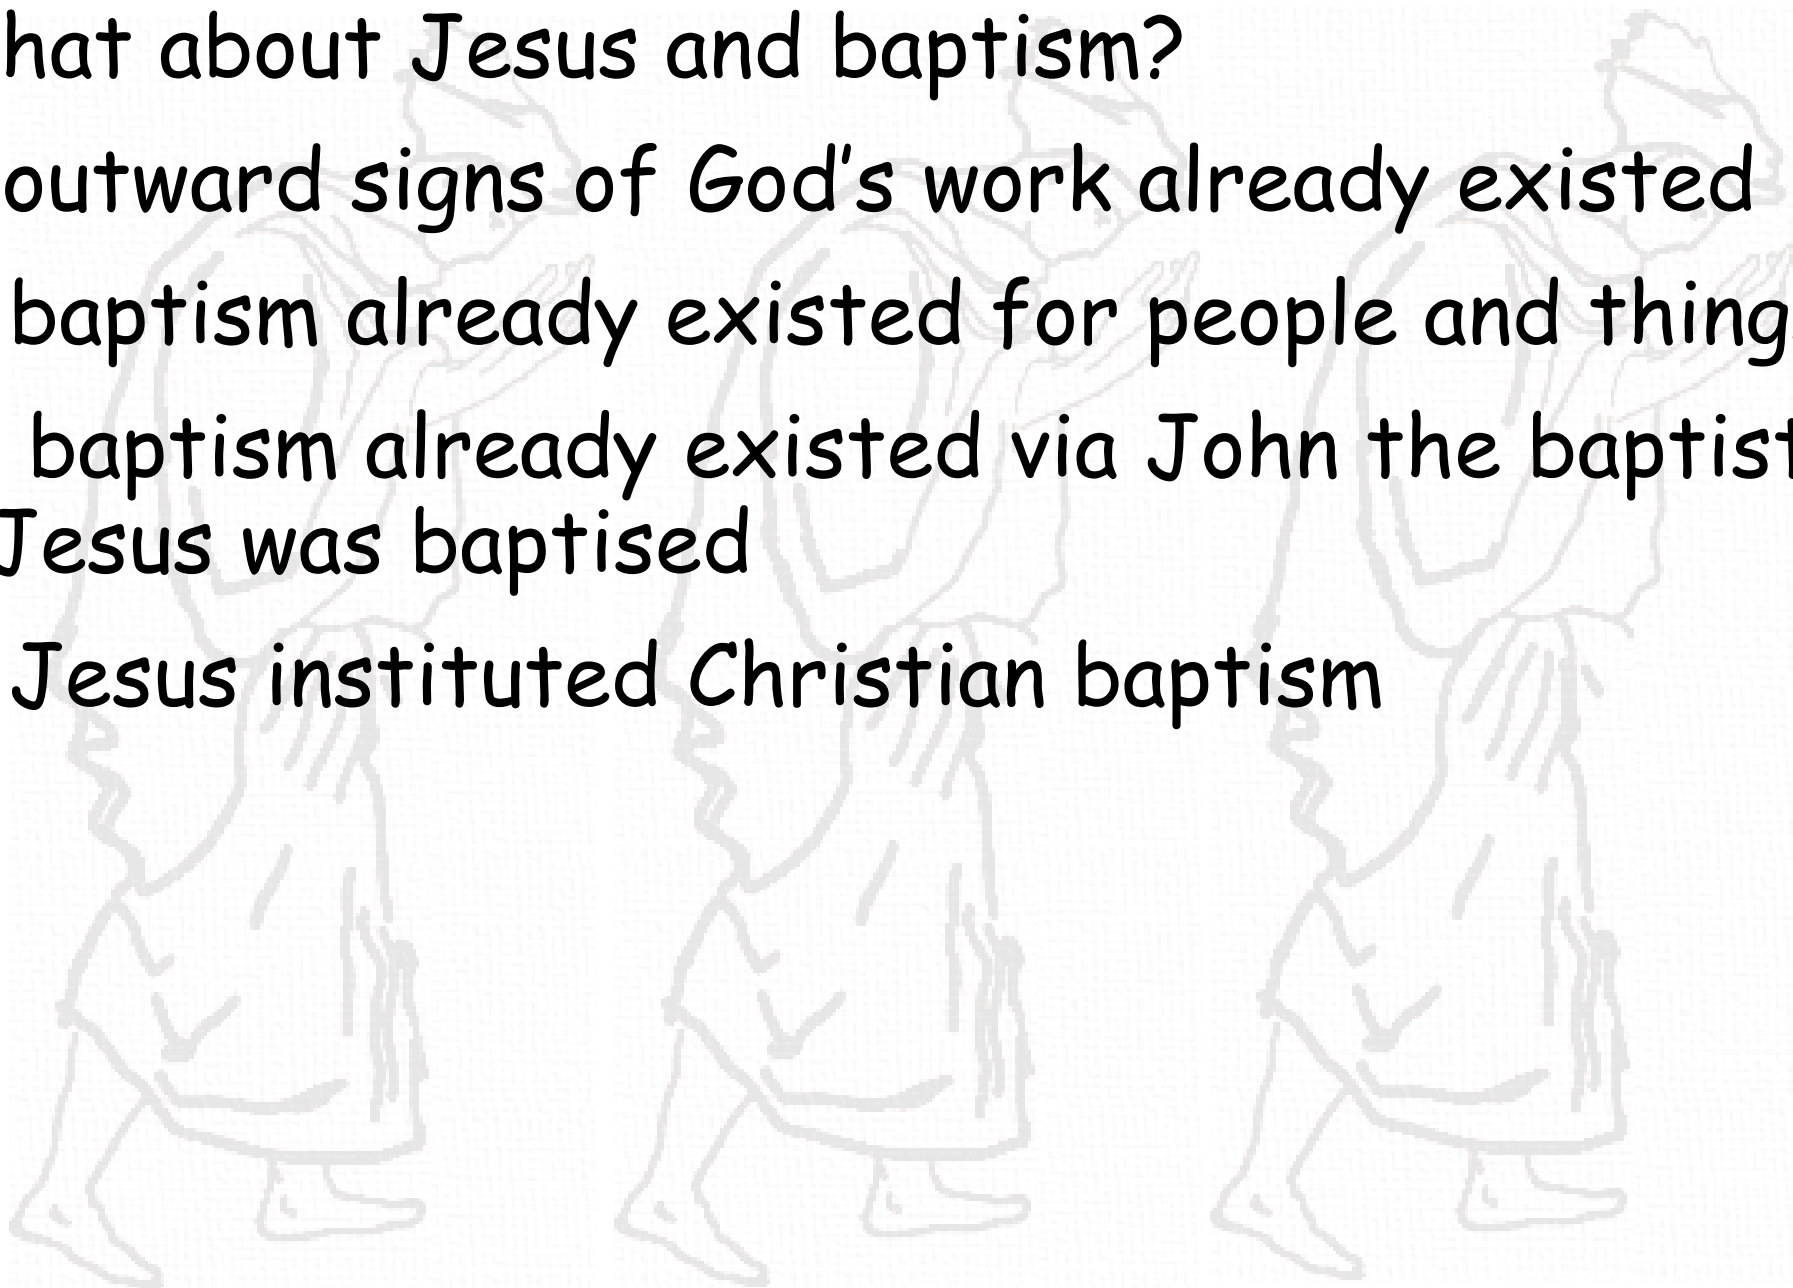 hat about Jesus and baptism?
outward signs of God’s work already existed
baptism already existed for people and thing
baptism already existed via John the baptist
Jesus was baptised
Jesus instituted Christian baptism